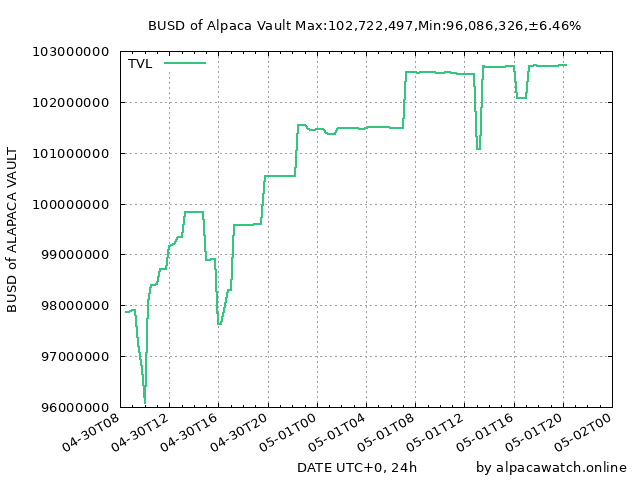 BUSD of Alpaca Vault Max:102,722,497,Min:96,086,326,±6.46%
TVL
103000000
102000000
101000000
100000000
99000000
98000000
97000000
96000000
BUSD of ALAPACA VAULT
04-30T08
04-30T12
04-30T16
04-30T20
05-01T00
05-01T04
05-01T08
05-01T12
05-01T16
05-01T20
05-02T00
DATE UTC+0, 24h
by alpacawatch.online